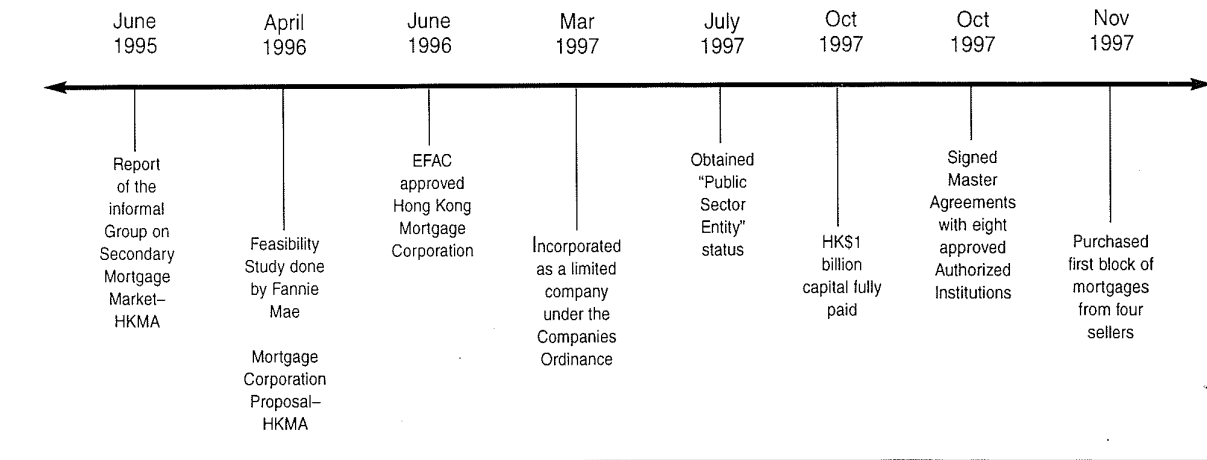 June
1995
April
1996
June
1996
Mar
1997
July
1997
Oct
1997
Oct
1997
Nov
1997
Report
of the
informal
Group on
Secondary
Mortgage
Market–
HKMA
Feasibility
Study done
by Fannie
Mae
Mortgage
Corporation
Proposal–
HKMA
EFAC
approved
Hong Kong
Mortgage
Corporation
Incorporated
as a limited
company
under the
Companies
Ordinance
Obtained
“Public
Sector
Entity”
status
HK$1
billion
capital fully
paid
Signed
Master
Agreements
with eight
approved
Authorized
Institutions
Purchased
first block of
mortgages
from four
sellers